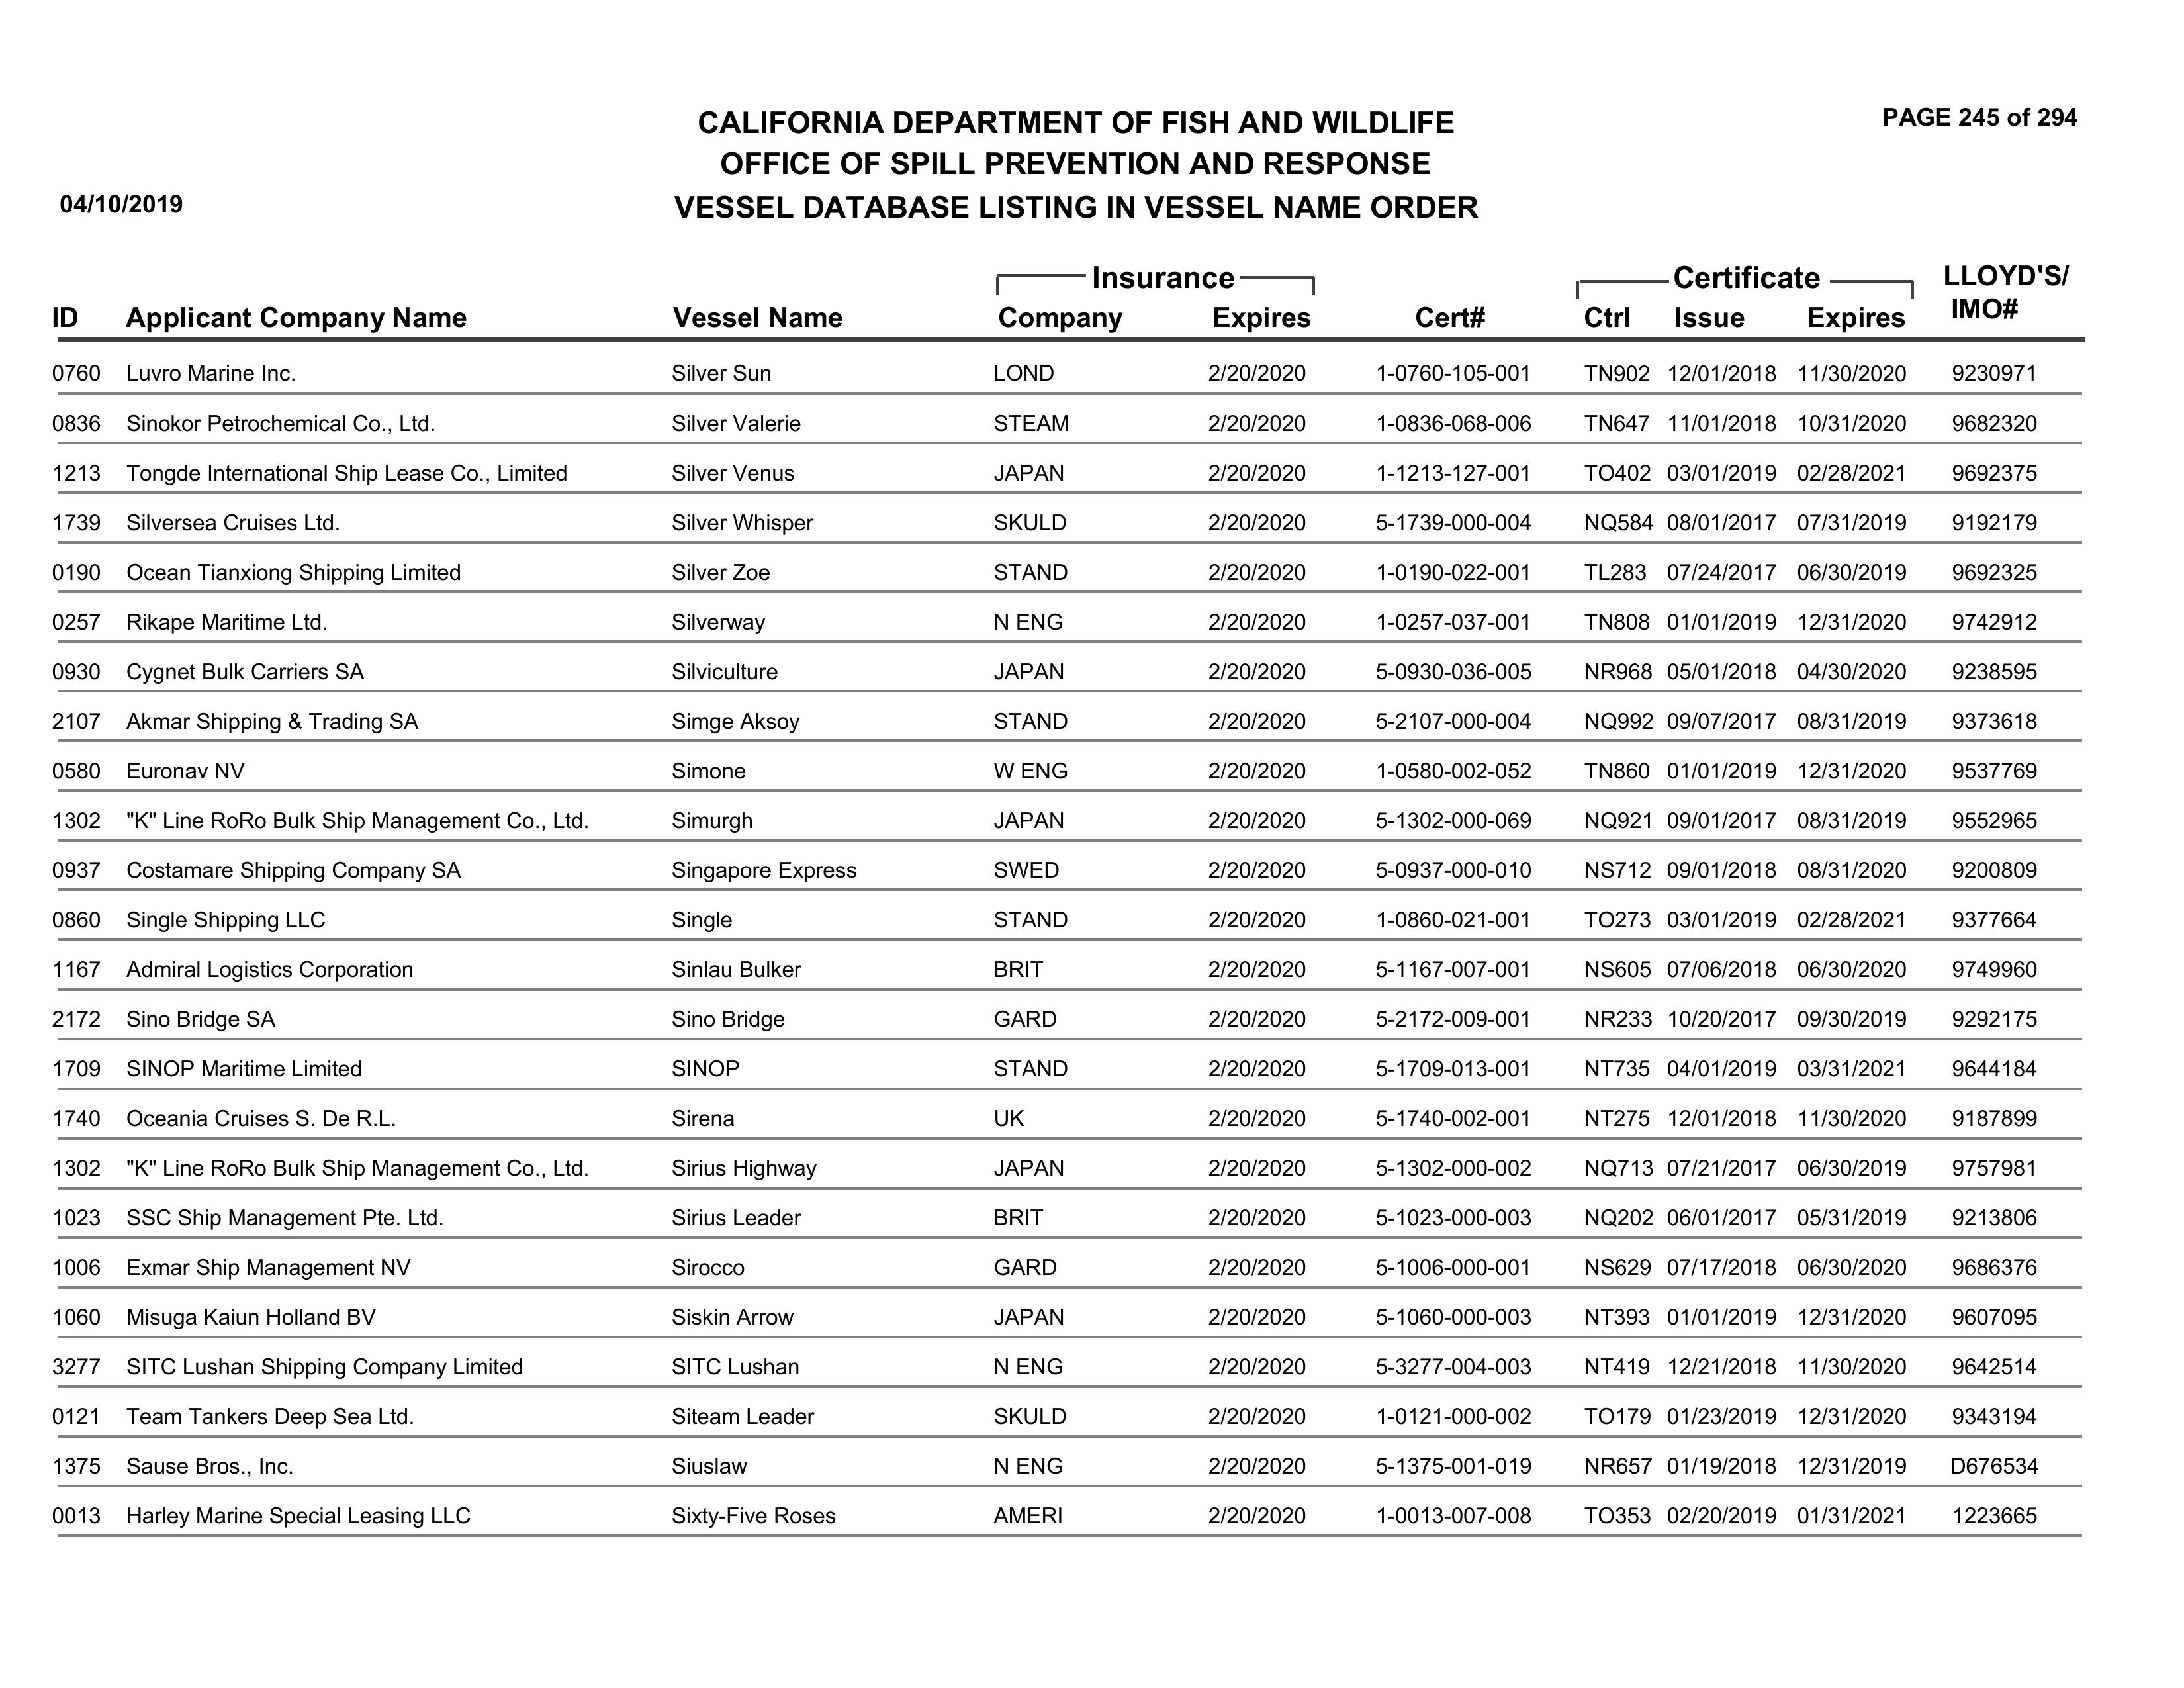 PAGE 245 of 294
CALIFORNIA DEPARTMENT OF FISH AND WILDLIFE
OFFICE OF SPILL PREVENTION AND RESPONSE
04/10/2019 VESSEL DATABASE LISTING IN VESSEL NAME ORDER
Insurance Certificate LLOYD'S/
ID Applicant Company Name Vessel Name Company Expires Cert# Ctrl Issue Expires IMO#
0760 Luvro Marine Inc. Silver Sun LOND 2/20/2020 1-0760-105-001 TN902 12/01/2018 11/30/2020 9230971
0836 Sinokor Petrochemical Co., Ltd. Silver Valerie STEAM 2/20/2020 1-0836-068-006 TN647 11/01/2018 10/31/2020 9682320
1213 Tongde International Ship Lease Co., Limited Silver Venus JAPAN 2/20/2020 1-1213-127-001 TO402 03/01/2019 02/28/2021 9692375
1739 Silversea Cruises Ltd. Silver Whisper SKULD 2/20/2020 5-1739-000-004 NQ584 08/01/2017 07/31/2019 9192179
0190 Ocean Tianxiong Shipping Limited Silver Zoe STAND 2/20/2020 1-0190-022-001 TL283 07/24/2017 06/30/2019 9692325
0257 Rikape Maritime Ltd. Silverway N ENG 2/20/2020 1-0257-037-001 TN808 01/01/2019 12/31/2020 9742912
0930 Cygnet Bulk Carriers SA Silviculture JAPAN 2/20/2020 5-0930-036-005 NR968 05/01/2018 04/30/2020 9238595
2107 Akmar Shipping & Trading SA Simge Aksoy STAND 2/20/2020 5-2107-000-004 NQ992 09/07/2017 08/31/2019 9373618
0580 Euronav NV Simone W ENG 2/20/2020 1-0580-002-052 TN860 01/01/2019 12/31/2020 9537769
1302 "K" Line RoRo Bulk Ship Management Co., Ltd. Simurgh JAPAN 2/20/2020 5-1302-000-069 NQ921 09/01/2017 08/31/2019 9552965
0937 Costamare Shipping Company SA Singapore Express SWED 2/20/2020 5-0937-000-010 NS712 09/01/2018 08/31/2020 9200809
0860 Single Shipping LLC Single STAND 2/20/2020 1-0860-021-001 TO273 03/01/2019 02/28/2021 9377664
1167 Admiral Logistics Corporation Sinlau Bulker BRIT 2/20/2020 5-1167-007-001 NS605 07/06/2018 06/30/2020 9749960
2172 Sino Bridge SA Sino Bridge GARD 2/20/2020 5-2172-009-001 NR233 10/20/2017 09/30/2019 9292175
1709 SINOP Maritime Limited SINOP STAND 2/20/2020 5-1709-013-001 NT735 04/01/2019 03/31/2021 9644184
1740 Oceania Cruises S. De R.L. Sirena UK 2/20/2020 5-1740-002-001 NT275 12/01/2018 11/30/2020 9187899
1302 "K" Line RoRo Bulk Ship Management Co., Ltd. Sirius Highway JAPAN 2/20/2020 5-1302-000-002 NQ713 07/21/2017 06/30/2019 9757981
1023 SSC Ship Management Pte. Ltd. Sirius Leader BRIT 2/20/2020 5-1023-000-003 NQ202 06/01/2017 05/31/2019 9213806
1006 Exmar Ship Management NV Sirocco GARD 2/20/2020 5-1006-000-001 NS629 07/17/2018 06/30/2020 9686376
1060 Misuga Kaiun Holland BV Siskin Arrow JAPAN 2/20/2020 5-1060-000-003 NT393 01/01/2019 12/31/2020 9607095
3277 SITC Lushan Shipping Company Limited SITC Lushan N ENG 2/20/2020 5-3277-004-003 NT419 12/21/2018 11/30/2020 9642514
0121 Team Tankers Deep Sea Ltd. Siteam Leader SKULD 2/20/2020 1-0121-000-002 TO179 01/23/2019 12/31/2020 9343194
1375 Sause Bros., Inc. Siuslaw N ENG 2/20/2020 5-1375-001-019 NR657 01/19/2018 12/31/2019 D676534
0013 Harley Marine Special Leasing LLC Sixty-Five Roses AMERI 2/20/2020 1-0013-007-008 TO353 02/20/2019 01/31/2021 1223665